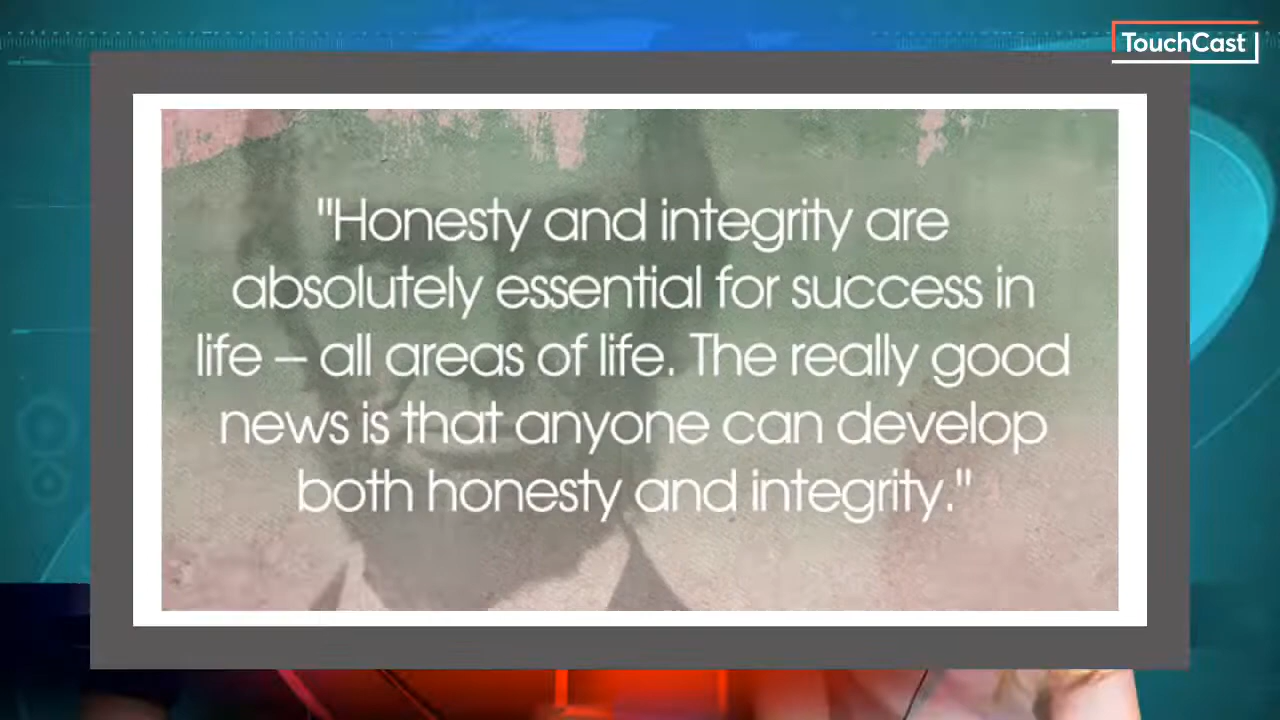 TouchCast
"Honesty and integrity are
absolutely essential for success in
life – all areas of life. The really good
news is that anyone can develop
both honesty and integrity."